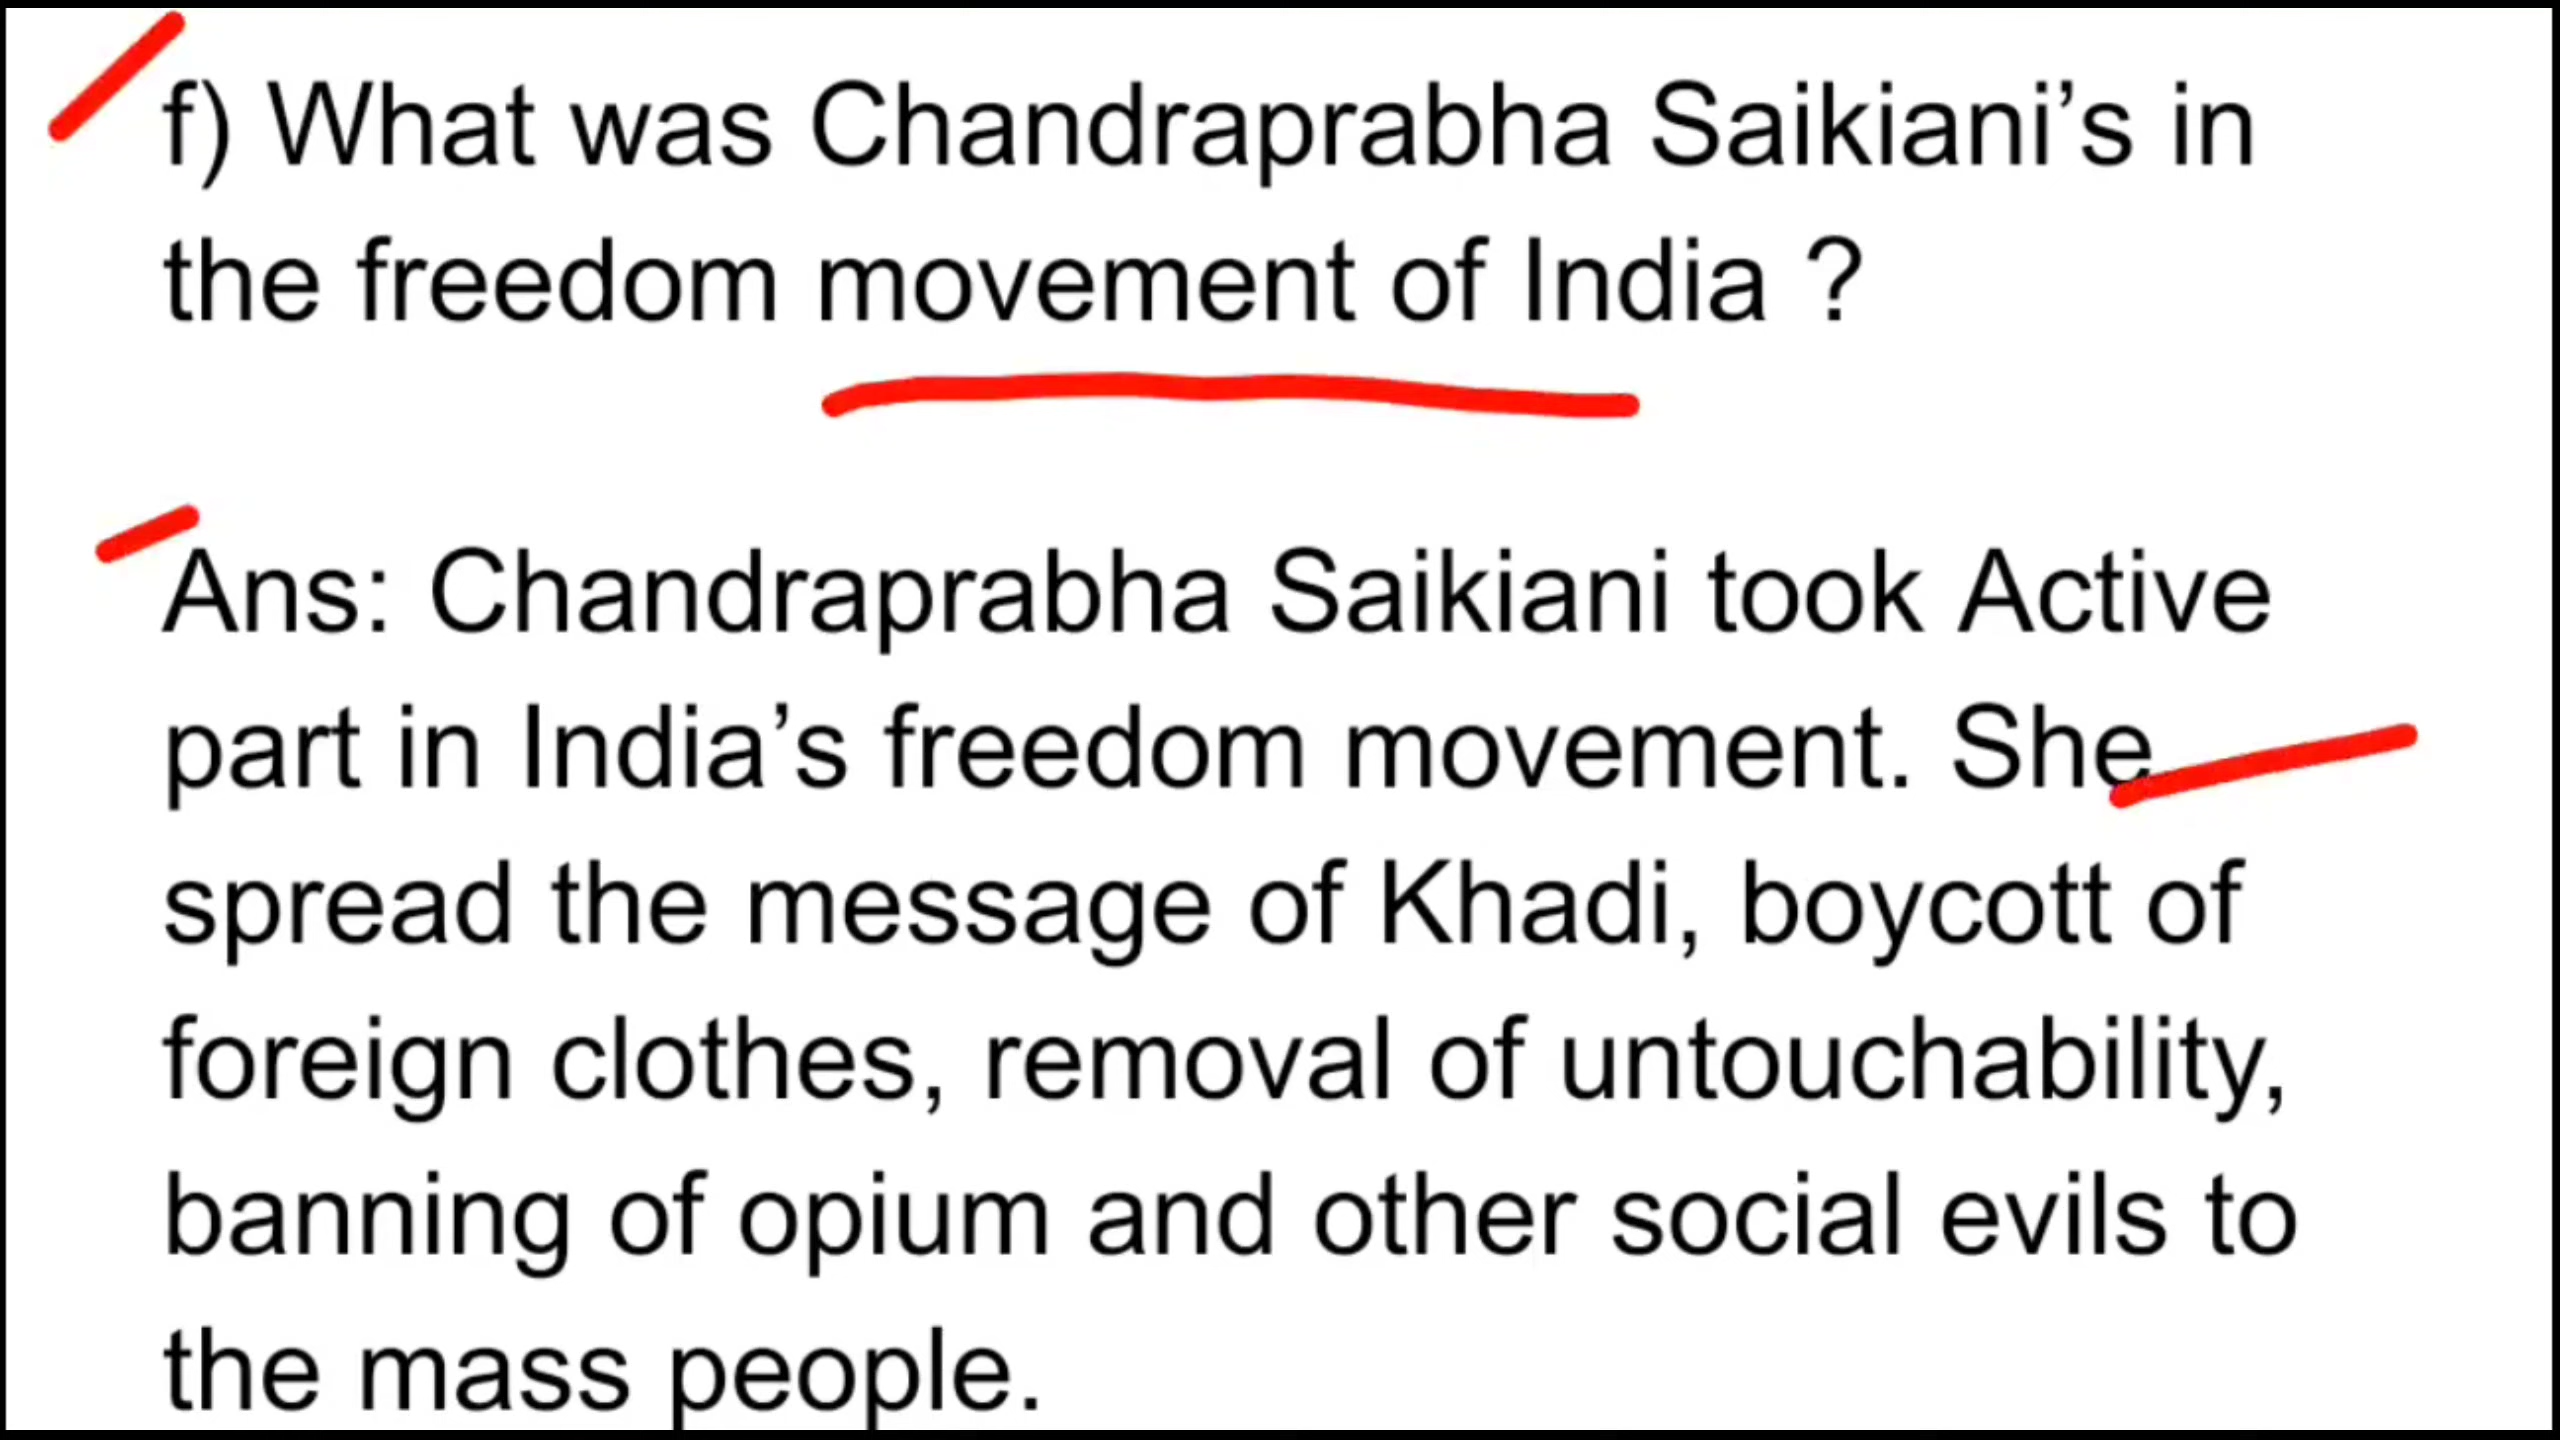 f) What was Chandraprabha Saikiani’s in
the freedom movement of India ?
Ans: Chandraprabha Saikiani took Active
part in India’s freedom movement. She
spread the message of Khadi, boycott of
foreign clothes, removal of untouchability,
banning of opium and other social evils to
the mass people.